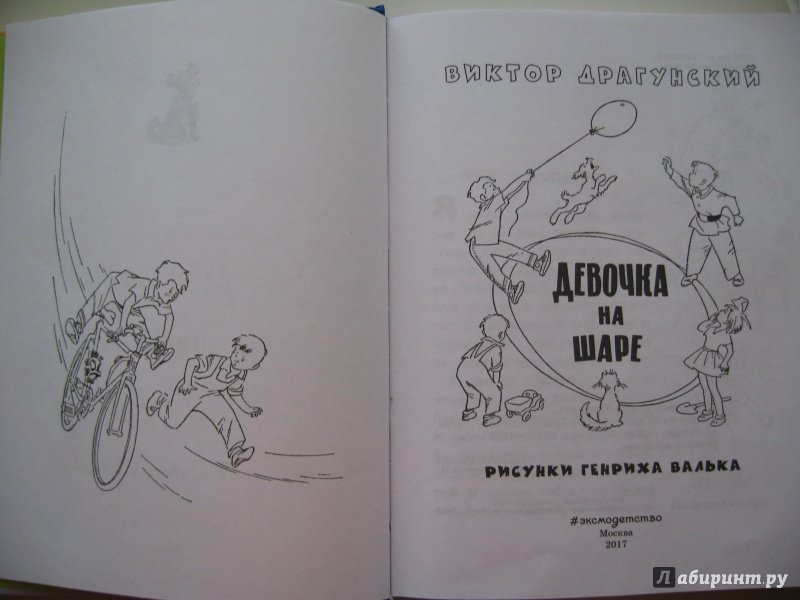 ВИКТОР ДРАГУНСКИЙ
ДЕВОЧКА
НА
ШАРЕ
РИСУНКИ ГЕНРИХА ВАЛЬКА
#эксмодетство
Москва
2017
Лабиринт.ру